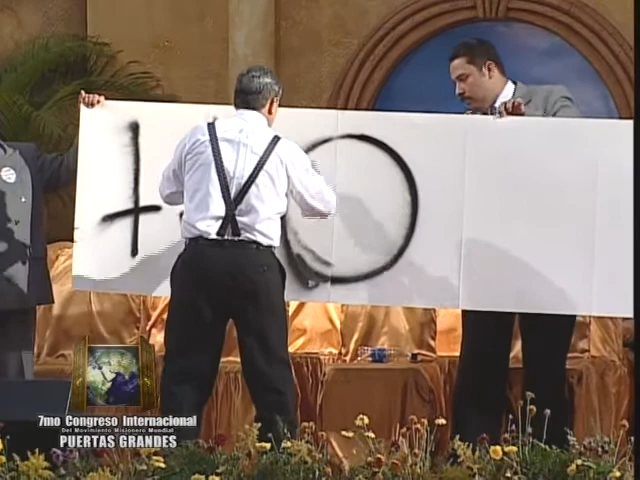 7mo Congreso Internacional
Del Movimiento Misionero Mundial
PUERTAS GRANDES